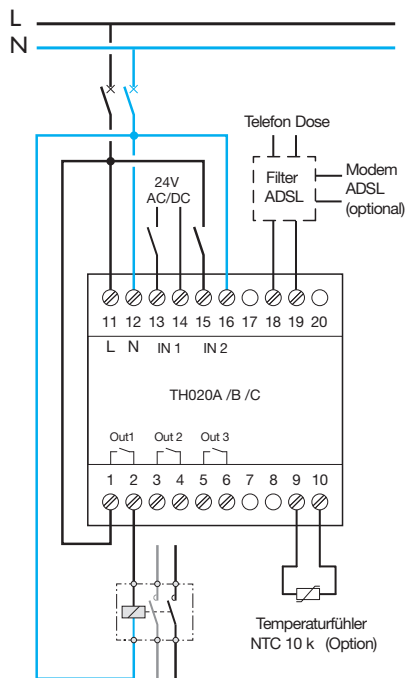 L
N
Telefon Dose
Filter
ADSL
Modem
ADSL
(optional)
24V
AC/DC
11 12 13 14 15 16 17 18 19 20
L N IN 1 IN 2
TH020A /B /C
Out1 Out 2 Out 3
1 2 3 4 5 6 7 8 9 10
Temperaturfühler
NTC 10 k (Option)